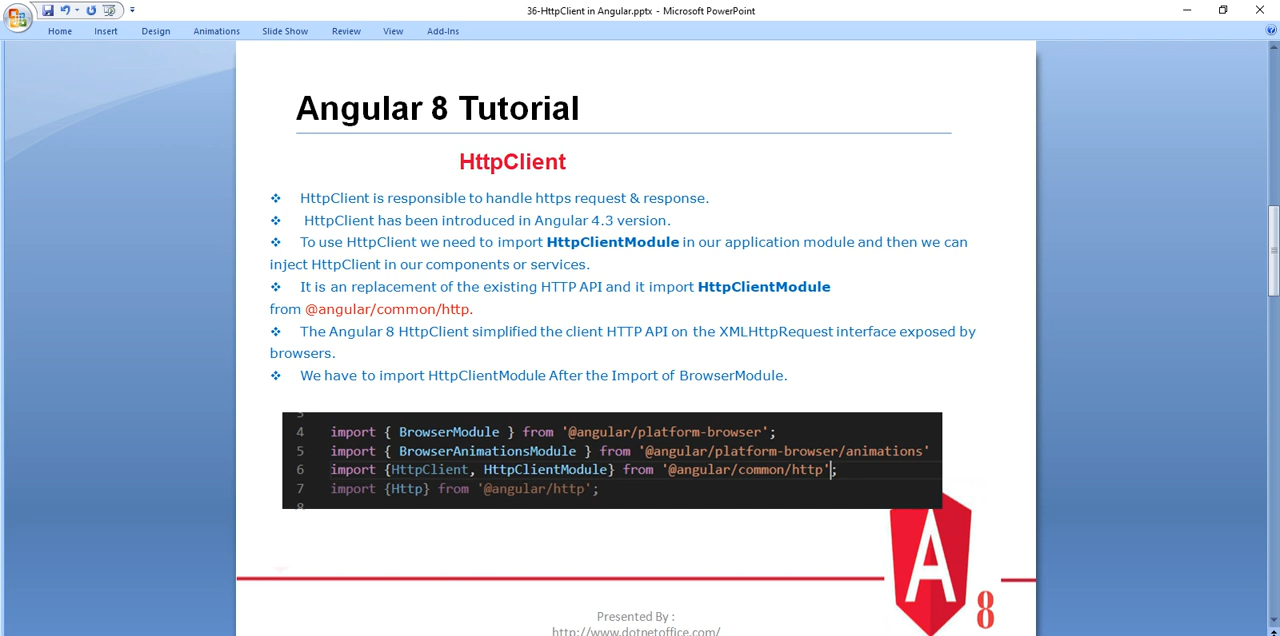 36-HttpClient in Angular.pptx - Microsoft PowerPoint
Home Insert Design Animations Slide Show Review View Add-Ins
Angular 8 Tutorial
HttpClient
❖ HttpClient is responsible to handle https request & response.
❖ HttpClient has been introduced in Angular 4.3 version.
❖ To use HttpClient we need to import HttpClientModule in our application module and then we can
inject HttpClient in our components or services.
❖ It is an replacement of the existing HTTP API and it import HttpClientModule
from @angular/common/http.
❖ The Angular 8 HttpClient simplified the client HTTP API on the XMLHttpRequest interface exposed by
browsers.
❖ We have to import HttpClientModule After the Import of BrowserModule.
3
4 import { BrowserModule } from '@angular/platform-browser';
5 import { BrowserAnimationsModule } from '@angular/platform-browser/animations'
6 import {HttpClient, HttpClientModule} from '@angular/common/http';
7 import {Http} from '@angular/http';
8
A
8
Presented By :
http://www.dotnetoffice.com/